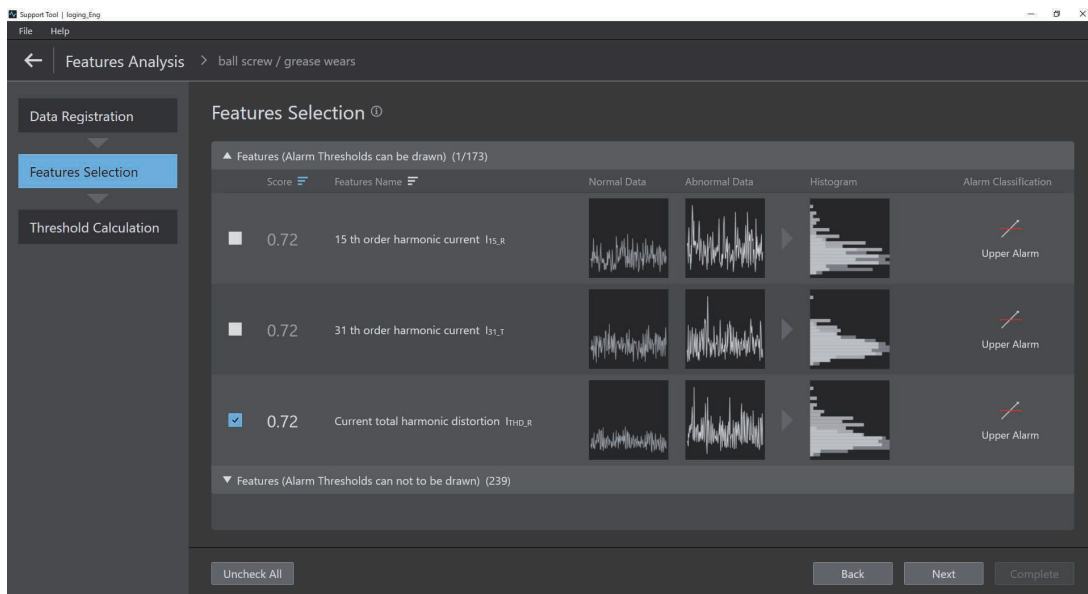 Support Tool | loging_Eng
File Help
Features Analysis > ball screw / grease wears
Data Registration
Features Selection
Threshold Calculation
Features Selection
Features (Alarm Thresholds can be drawn) (1/173)
Score Features Name Normal Data Abnormal Data Histogram Alarm Classification
0.72 15 th order harmonic current I15_R Upper Alarm
0.72 31 th order harmonic current I31_T Upper Alarm
0.72 Current total harmonic distortion ITHD_R Upper Alarm
Features (Alarm Thresholds can not to be drawn) (239)
Uncheck All Back Next Complete